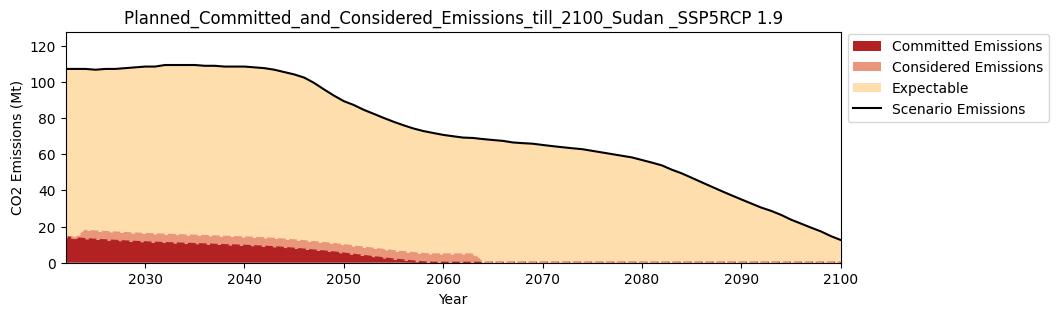 Planned_Committed_and_Considered_Emissions_till_2100_Sudan _SSP5RCP 1.9
CO2 Emissions (Mt)
120
100
80
60
40
20
0
2030 2040 2050 2060 2070 2080 2090 2100
Year
Committed Emissions
Considered Emissions
Expectable
Scenario Emissions